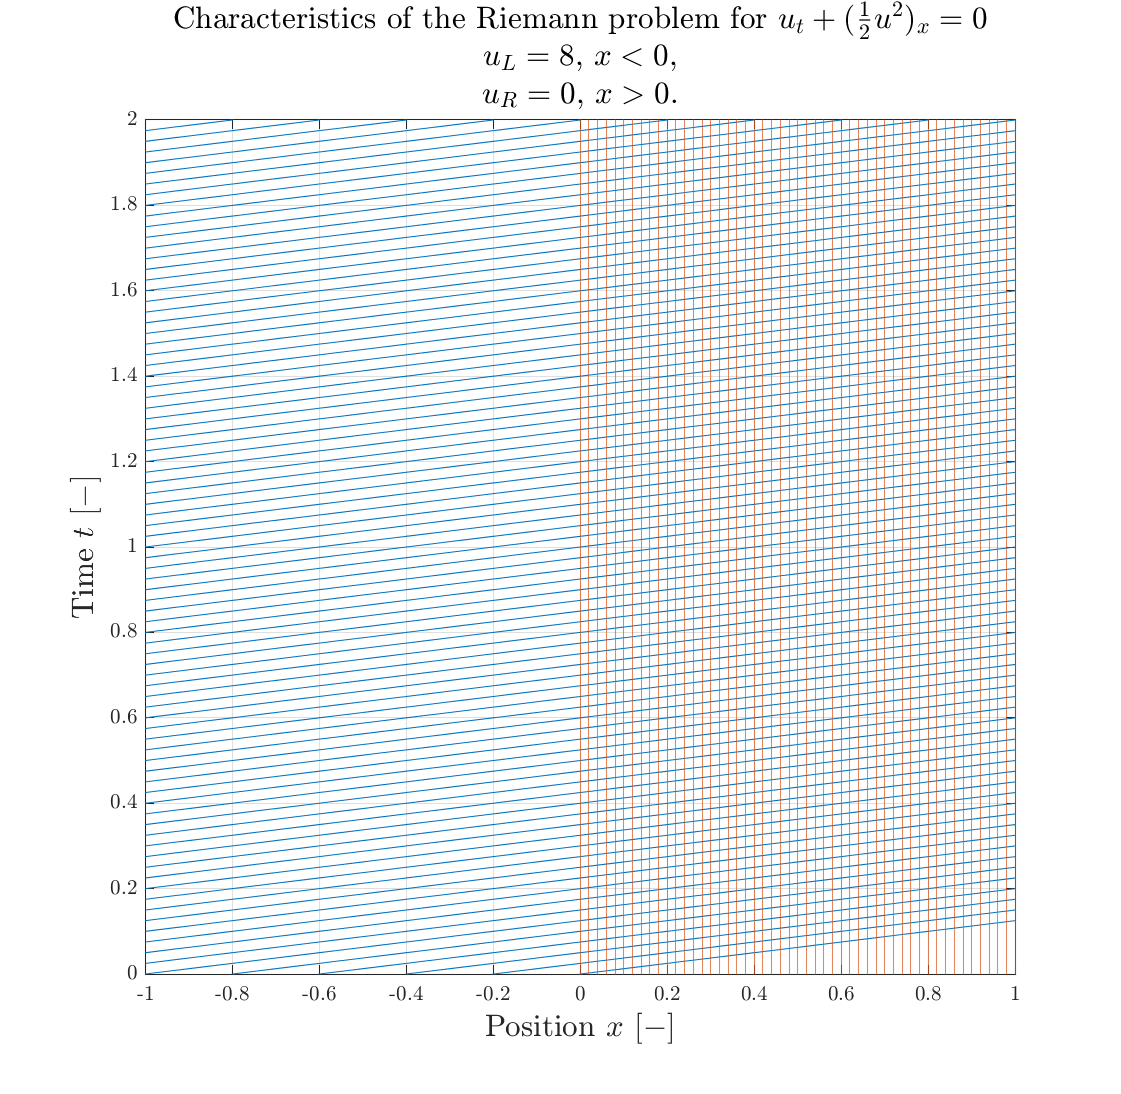 Characteristics of the Riemann problem for $u_t + (\frac{1}{2}u^2)_x = 0$
$u_L = 8$, $x < 0$,
$u_R = 0$, $x > 0$.
2
1.8
1.6
1.4
1.2
1
0.8
0.6
0.4
0.2
0
Time $t$ $[-]$
-1 -0.8 -0.6 -0.4 -0.2 0 0.2 0.4 0.6 0.8 1
Position $x$ $[-]$